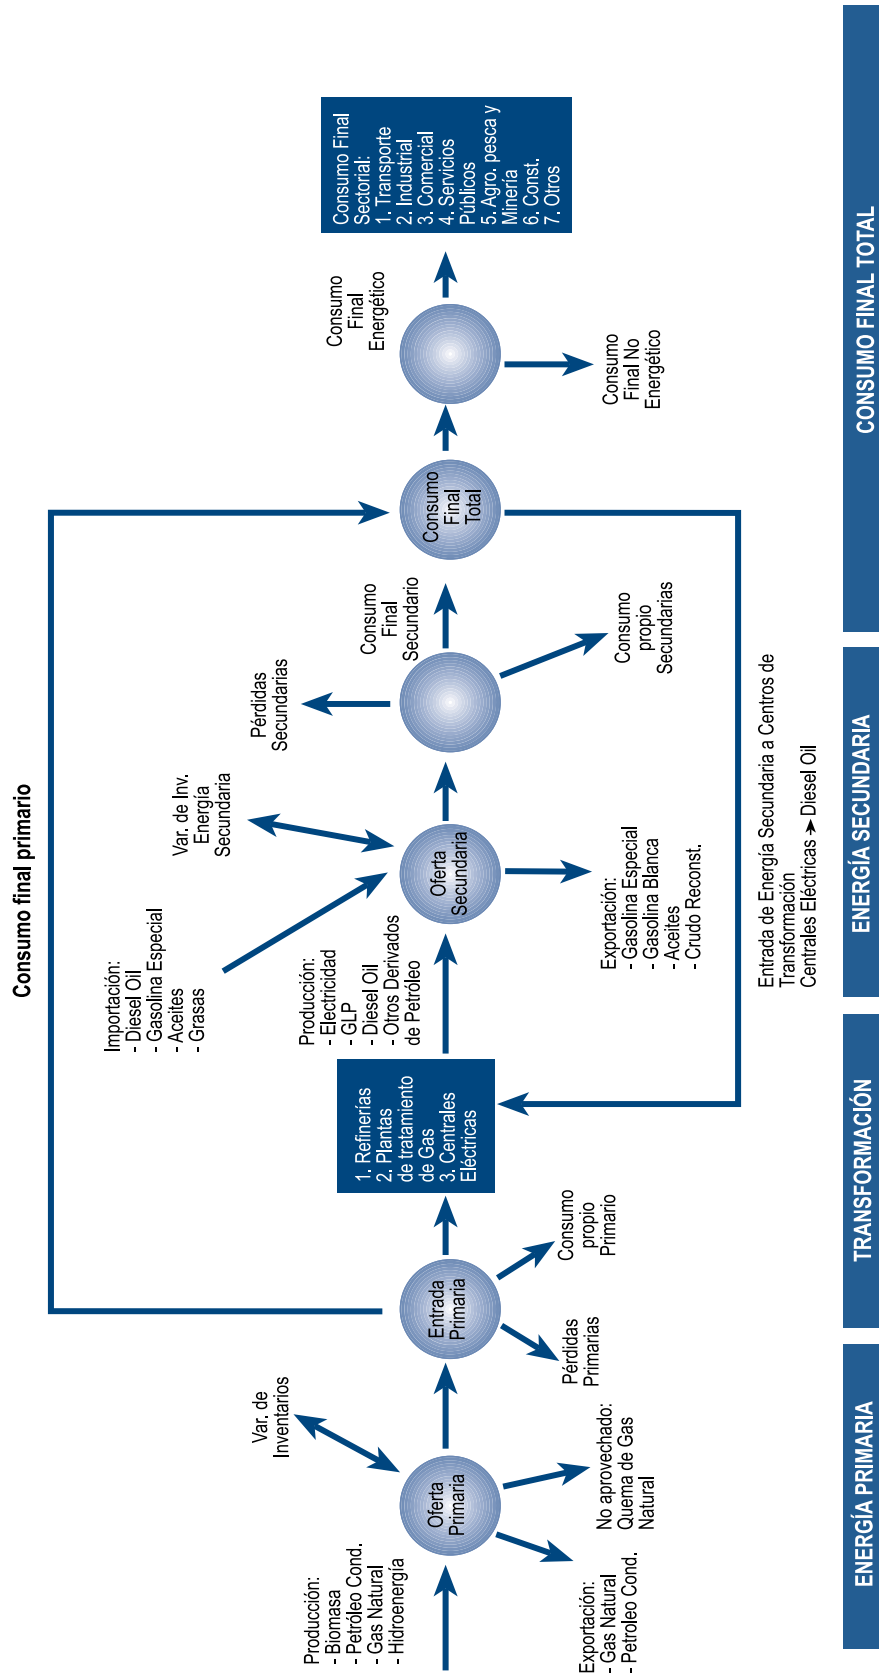 Consumo final primario
Producción:
- Biomasa
- Petróleo Cond.
- Gas Natural
- Hidroenergía
Oferta
Primaria
Var. de
Inventarios
Exportación:
- Gas Natural
- Petroleo Cond.
No aprovechado:
Quema de Gas
Natural
Entrada
Primaria
Pérdidas
Primarias
Consumo
propio
Primario
1. Refinerías
2. Plantas
de tratamiento
de Gas
3. Centrales
Eléctricas
Importación:
- Diesel Oil
- Gasolina Especial
- Aceites
- Grasas
Producción:
- Electricidad
- GLP
- Diesel Oil
- Otros Derivados
de Petróleo
Var. de Inv.
Energía
Secundaria
Oferta
Secundaria
Exportación:
- Gasolina Especial
- Gasolina Blanca
- Aceites
- Crudo Reconst.
Pérdidas
Secundarias
Consumo
propio
Secundarias
Consumo
Final
Secundario
Consumo
Final
Total
Entrada de Energía Secundaria a Centros de
Transformación
Centrales Eléctricas ➤ Diesel Oil
Consumo
Final
Energético
Consumo
Final No
Energético
Consumo Final
Sectorial:
1. Transporte
2. Industrial
3. Comercial
4. Servicios
Públicos
5. Agro. pesca y
Minería
6. Const.
7. Otros
ENERGÍA PRIMARIA
TRANSFORMACIÓN
ENERGÍA SECUNDARIA
CONSUMO FINAL TOTAL